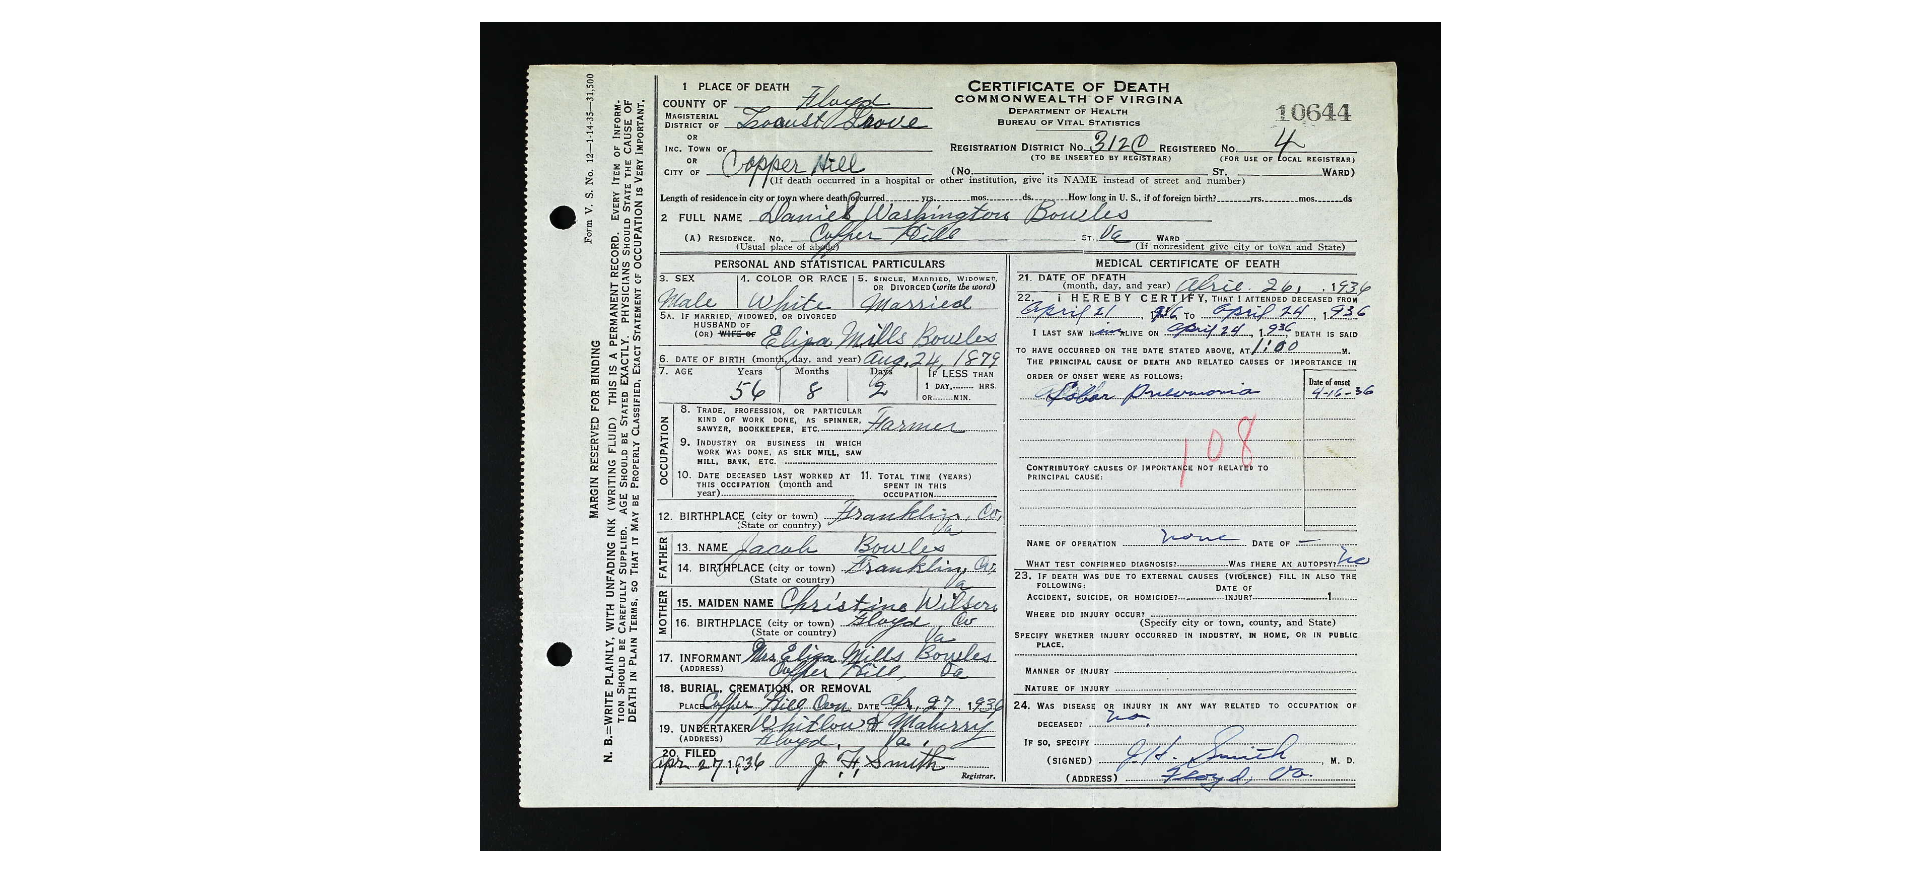 Form V. S. No. 12—1-14-35—31,500
MARGIN RESERVED FOR BINDING
N. B.—WRITE PLAINLY, WITH UNFADING INK (WRITING FLUID) THIS IS A PERMANENT RECORD. EVERY ITEM OF INFORM-
TION SHOULD BE CAREFULLY SUPPLIED. AGE SHOULD BE STATED EXACTLY. PHYSICIANS SHOULD STATE THE CAUSE OF
DEATH IN PLAIN TERMS, SO THAT IT MAY BE PROPERLY CLASSIFIED. EXACT STATEMENT OF OCCUPATION IS VERY IMPORTANT.
1 PLACE OF DEATH
COUNTY OF Floyd
MAGISTERIAL
DISTRICT OF Locust Grove
OR
INC. TOWN OF
OR
CITY OF Copper Hill
CERTIFICATE OF DEATH
COMMONWEALTH OF VIRGINIA
DEPARTMENT OF HEALTH
BUREAU OF VITAL STATISTICS
10644
REGISTRATION DISTRICT NO. 3120 REGISTERED NO. 4
(TO BE INSERTED BY REGISTRAR) (FOR USE OF LOCAL REGISTRAR)
(No. ST. WARD)
(If death occurred in a hospital or other institution, give its NAME instead of street and number)
Length of residence in city or town where death occurred yrs. mos. ds. How long in U. S., if of foreign birth? yrs. mos. ds
2 FULL NAME Daniel Washington Bowles
(A) RESIDENCE. NO. Copper Hill ST. Va WARD
(Usual place of abode) (If nonresident give city or town and State)
PERSONAL AND STATISTICAL PARTICULARS
3. SEX 4. COLOR OR RACE 5. SINGLE, MARRIED, WIDOWED,
OR DIVORCED (write the word)
Male White Married
5A. IF MARRIED, WIDOWED, OR DIVORCED
HUSBAND OF
(OR) WIFE OF Eliza Mills Bowles
6. DATE OF BIRTH (month, day, and year) Aug. 24, 1879
7. AGE Years Months Days IF LESS THAN
56 8 2 1 DAY, HRS.
OR MIN.
OCCUPATION
8. TRADE, PROFESSION, OR PARTICULAR
KIND OF WORK DONE, AS SPINNER,
SAWYER, BOOKKEEPER, ETC. Farmer
9. INDUSTRY OR BUSINESS IN WHICH
WORK WAS DONE, AS SILK MILL, SAW
MILL, BANK, ETC.
10. DATE DECEASED LAST WORKED AT 11. TOTAL TIME (YEARS)
THIS OCCUPATION (month and SPENT IN THIS
year) OCCUPATION
12. BIRTHPLACE (city or town) Franklin, Co,
(State or country) Va
FATHER
13. NAME Jacob Bowles
14. BIRTHPLACE (city or town) Franklin, Co,
(State or country) Va
MOTHER
15. MAIDEN NAME Christine Wilson
16. BIRTHPLACE (city or town) Floyd, Co
(State or country) Va
17. INFORMANT Mrs Eliza Mills Bowles
(ADDRESS) Copper Hill, Va
18. BURIAL, CREMATION, OR REMOVAL
PLACE Copper Hill Cem DATE Ap. 27, 1936
19. UNDERTAKER Whitlow & Maberry
(ADDRESS) Floyd, Va,
20. FILED
Apr 27 1936 J. H. Smith
Registrar.
MEDICAL CERTIFICATE OF DEATH
21. DATE OF DEATH
(month, day, and year) April 26, 1936
22. I HEREBY CERTIFY, THAT I ATTENDED DECEASED FROM
April 21 1936 TO April 24, 1936
I LAST SAW HIM ALIVE ON April 24, 1936 DEATH IS SAID
TO HAVE OCCURRED ON THE DATE STATED ABOVE, AT 1:00 M.
THE PRINCIPAL CAUSE OF DEATH AND RELATED CAUSES OF IMPORTANCE IN
ORDER OF ONSET WERE AS FOLLOWS:
Date of onset
Lobar Pneumonia 4-16-36
108
CONTRIBUTORY CAUSES OF IMPORTANCE NOT RELATED TO
PRINCIPAL CAUSE:
NAME OF OPERATION none DATE OF —
WHAT TEST CONFIRMED DIAGNOSIS? WAS THERE AN AUTOPSY? no
23. IF DEATH WAS DUE TO EXTERNAL CAUSES (VIOLENCE) FILL IN ALSO THE
FOLLOWING:
DATE OF
ACCIDENT, SUICIDE, OR HOMICIDE? INJURY 1
WHERE DID INJURY OCCUR?
(Specify city or town, county, and State)
SPECIFY WHETHER INJURY OCCURRED IN INDUSTRY, IN HOME, OR IN PUBLIC
PLACE.
MANNER OF INJURY
NATURE OF INJURY
24. WAS DISEASE OR INJURY IN ANY WAY RELATED TO OCCUPATION OF
DECEASED? no.
IF SO, SPECIFY
(SIGNED) J. H. Smith, M. D.
(ADDRESS) Floyd Va.